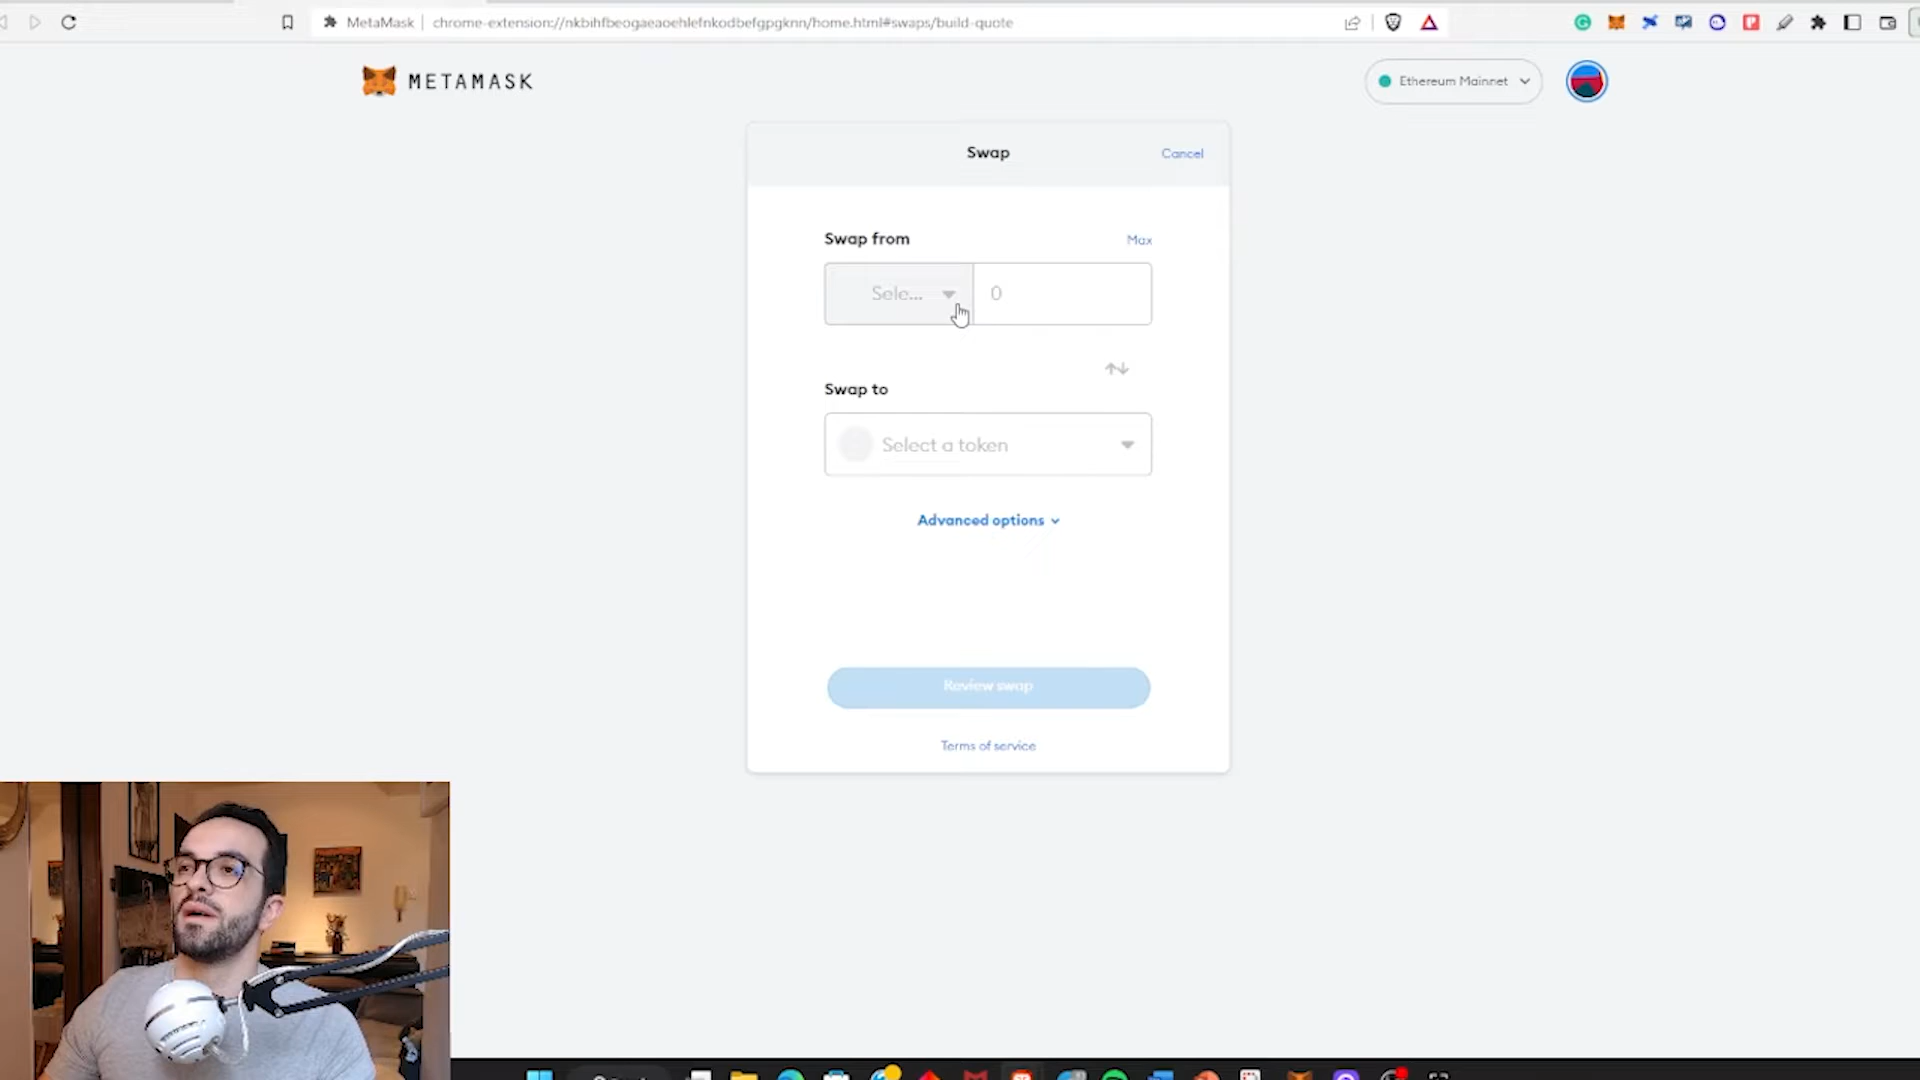 MetaMask | chrome-extension://nkbihfbeogaeaoehlefnkodbefgpgknn/home.html#swaps/build-quote
METAMASK
Ethereum Mainnet
Swap
Cancel
Swap from
Max
Sele...
0
Swap to
Select a token
Advanced options
Review swap
Terms of service